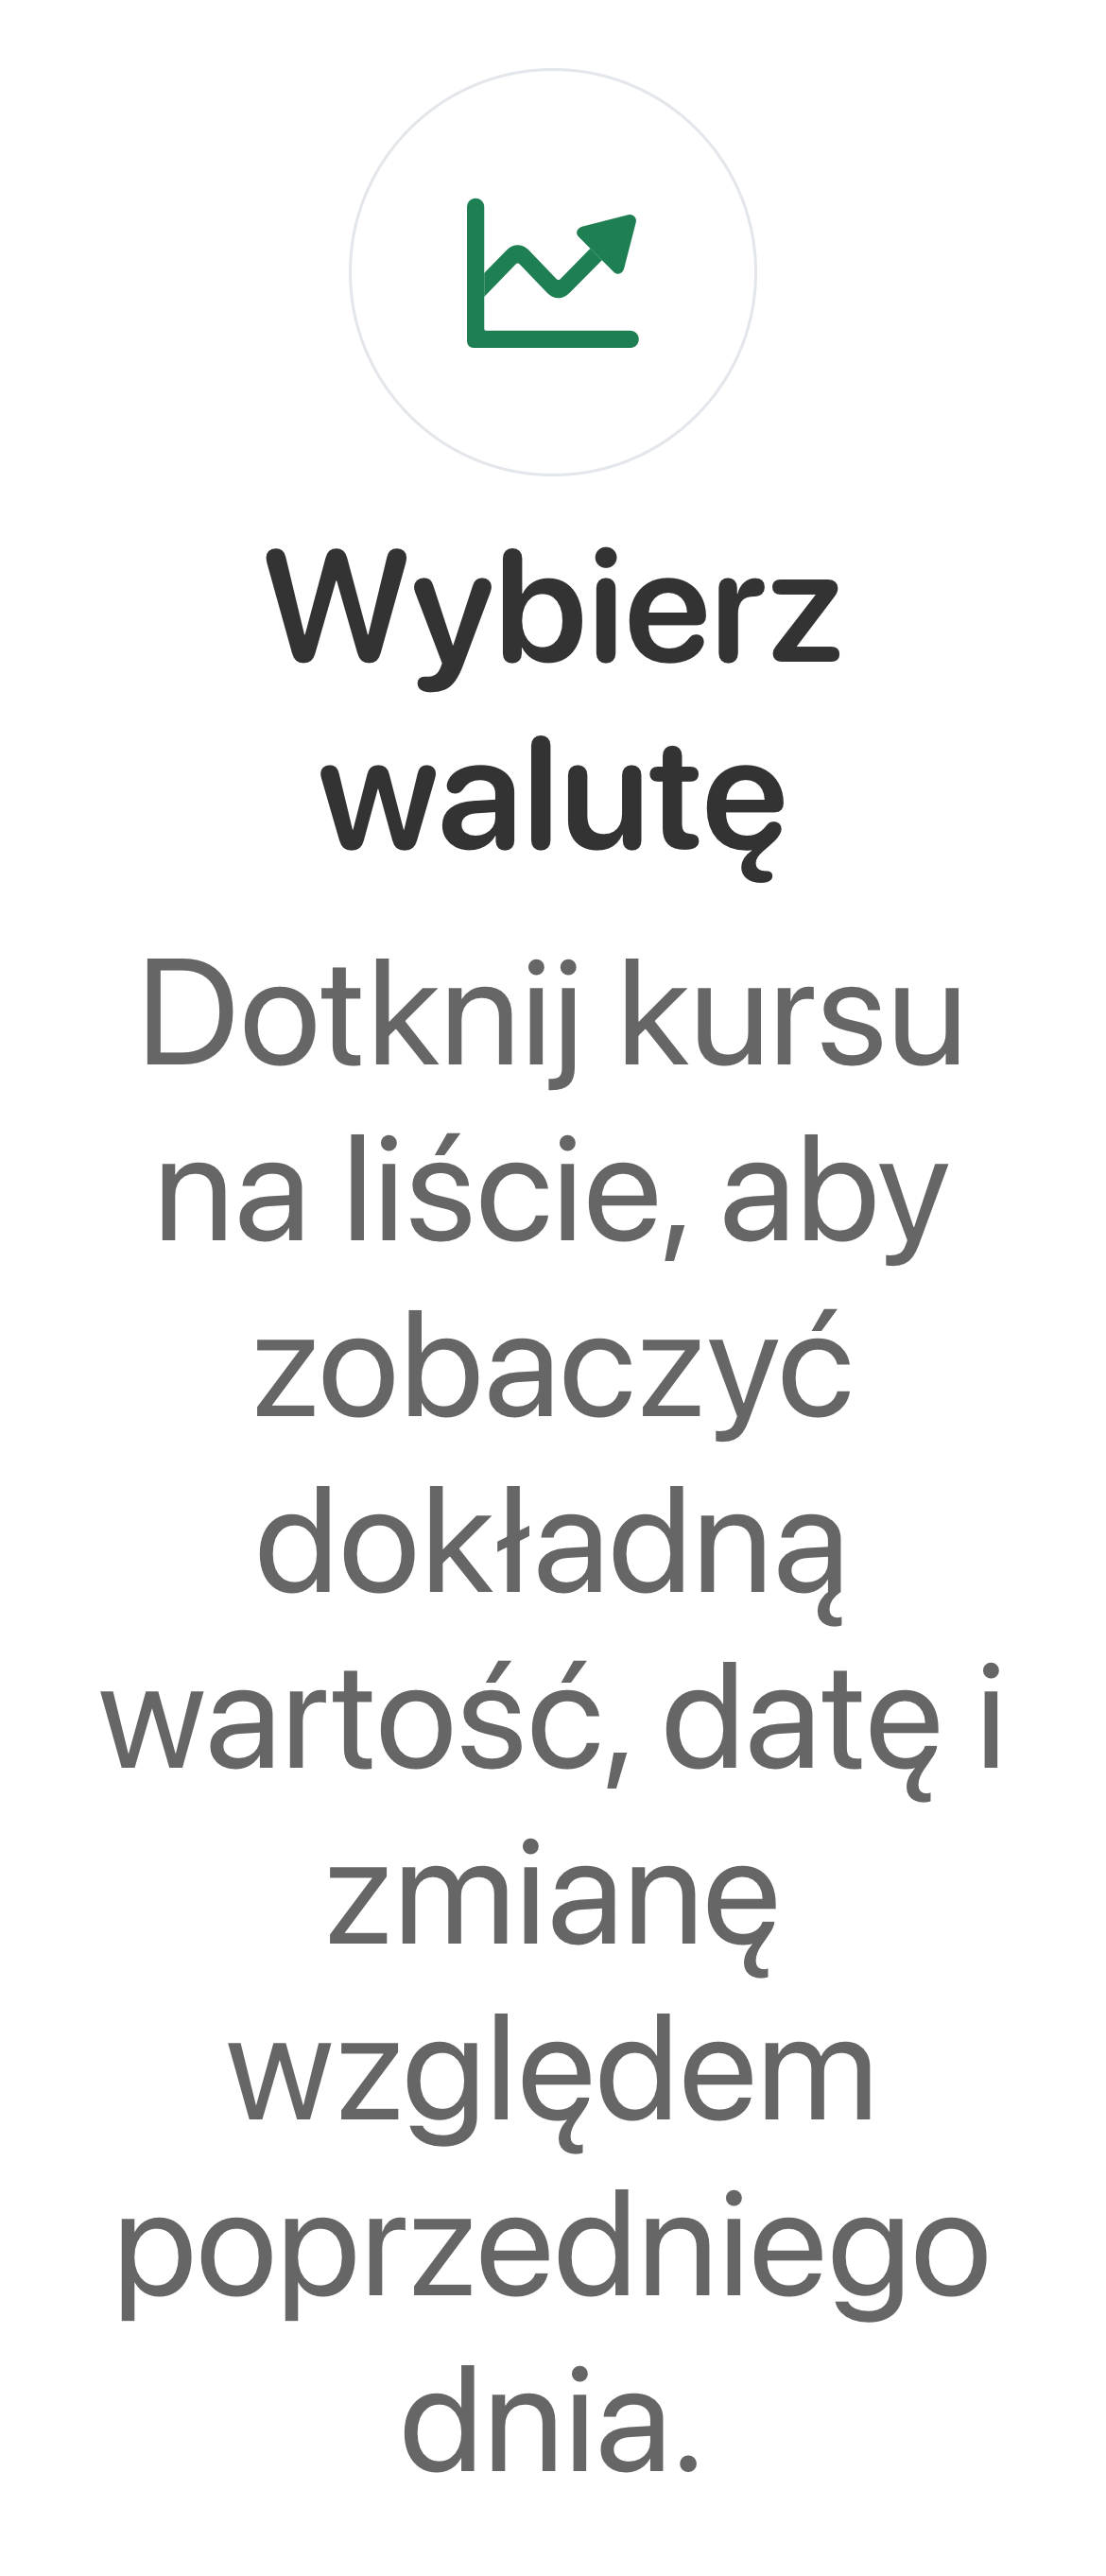 Wybierz
walutę
Dotknij kursu
na liście, aby
zobaczyć
dokładną
wartość, datę i
zmianę
względem
poprzedniego
dnia.